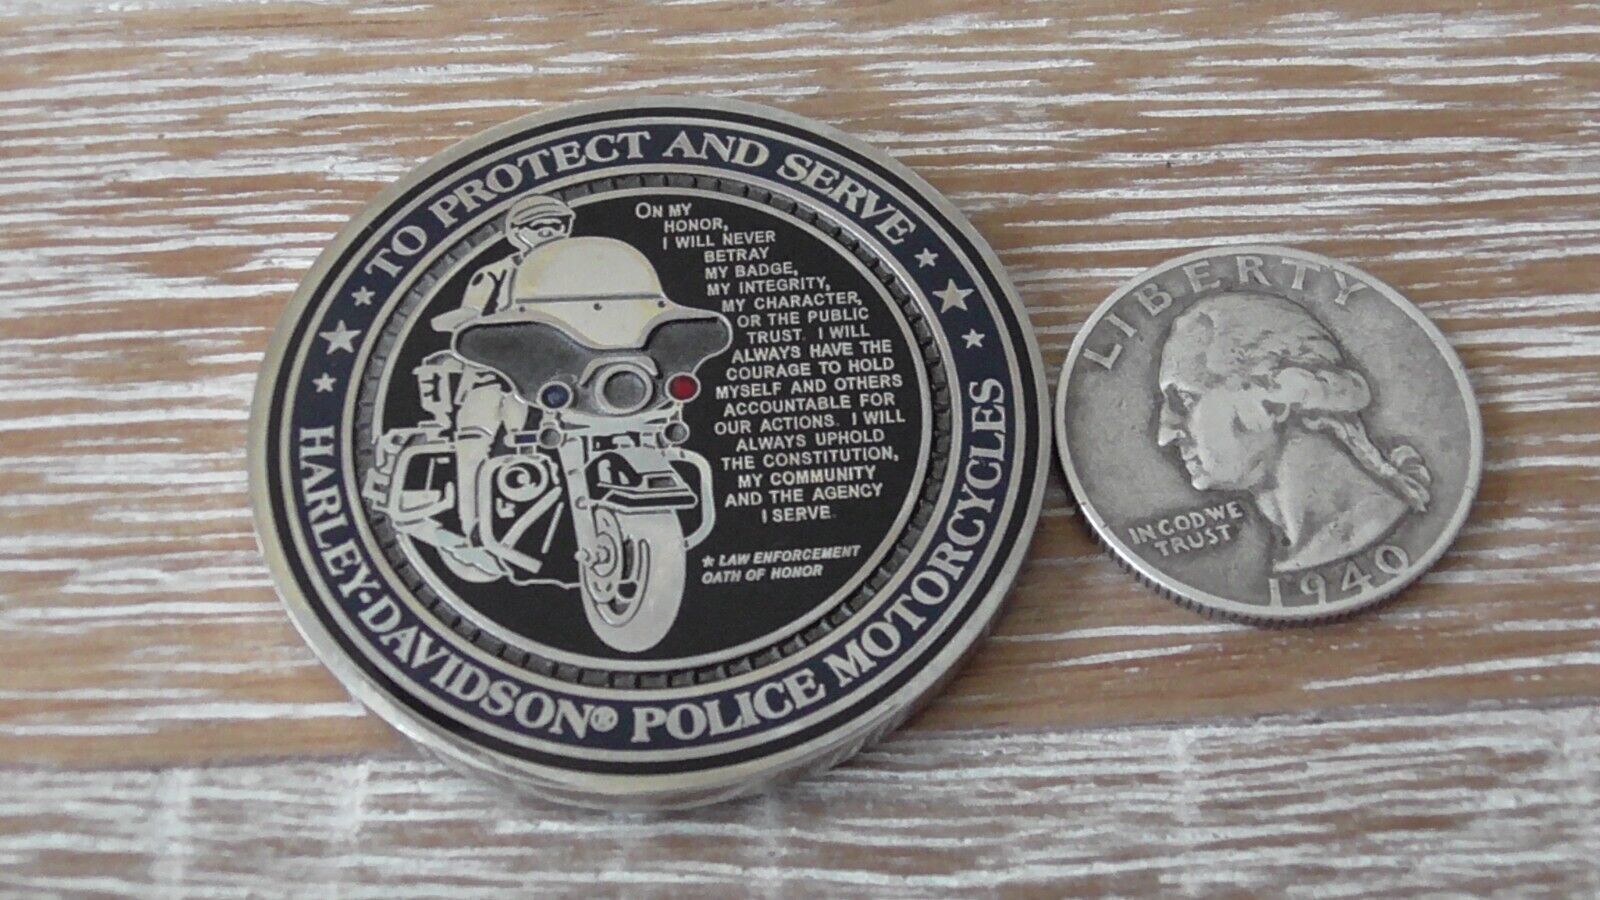 TO PROTECT AND SERVE
ON MY
HONOR,
I WILL NEVER
BETRAY
MY BADGE,
MY INTEGRITY,
MY CHARACTER,
OR THE PUBLIC
TRUST. I WILL
ALWAYS HAVE THE
COURAGE TO HOLD
MYSELF AND OTHERS
ACCOUNTABLE FOR
OUR ACTIONS. I WILL
ALWAYS UPHOLD
THE CONSTITUTION,
MY COMMUNITY
AND THE AGENCY
I SERVE.
* LAW ENFORCEMENT
OATH OF HONOR
HARLEY-DAVIDSON® POLICE MOTORCYCLES
LIBERTY
IN GOD WE
TRUST
1940